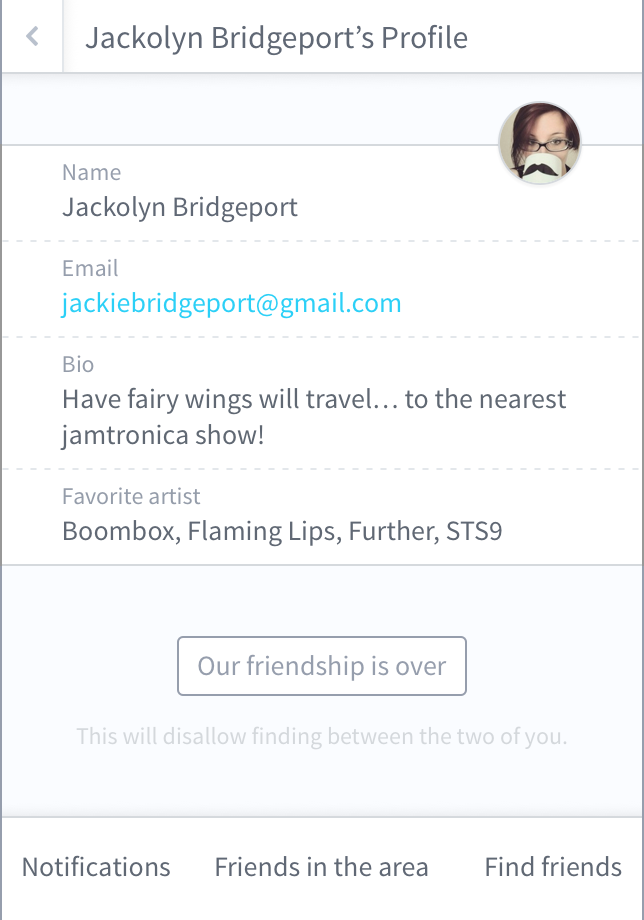 Jackolyn Bridgeport’s Profile
Name
Jackolyn Bridgeport
Email
jackiebridgeport@gmail.com
Bio
Have fairy wings will travel… to the nearest
jamtronica show!
Favorite artist
Boombox, Flaming Lips, Further, STS9
Our friendship is over
This will disallow finding between the two of you.
Notifications Friends in the area Find friends